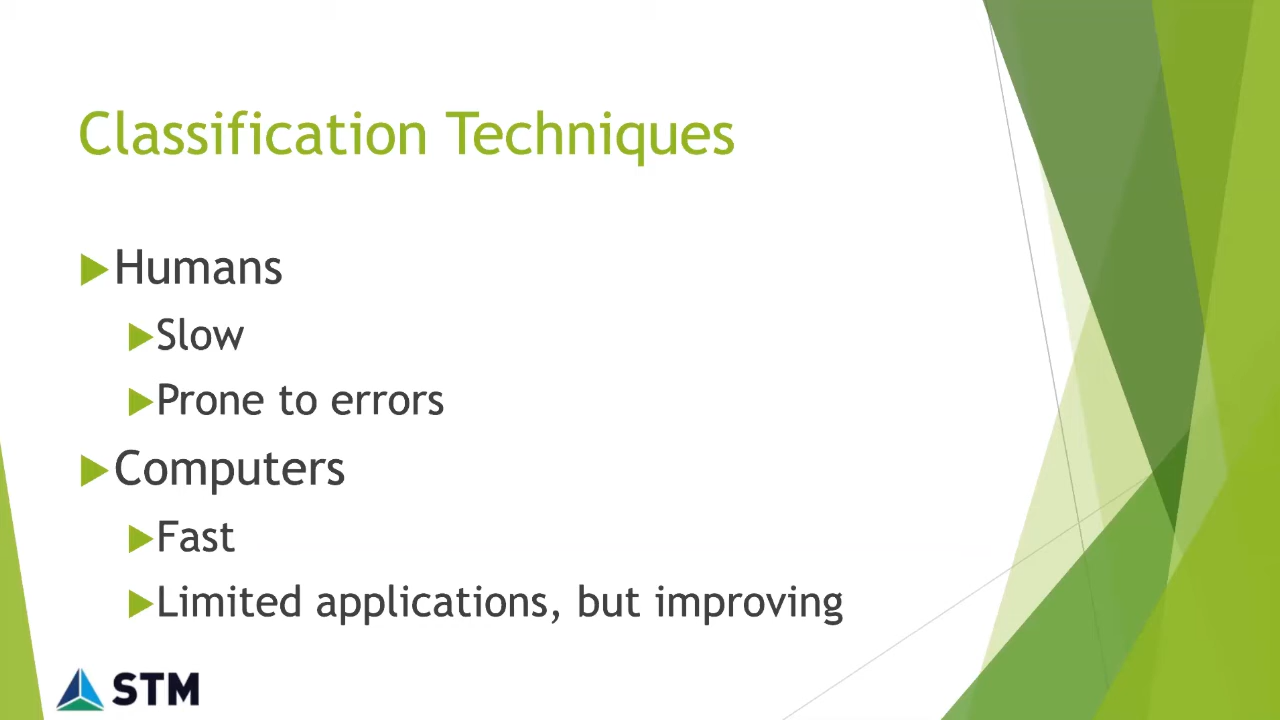 Classification Techniques
Humans
Slow
Prone to errors
Computers
Fast
Limited applications, but improving
STM